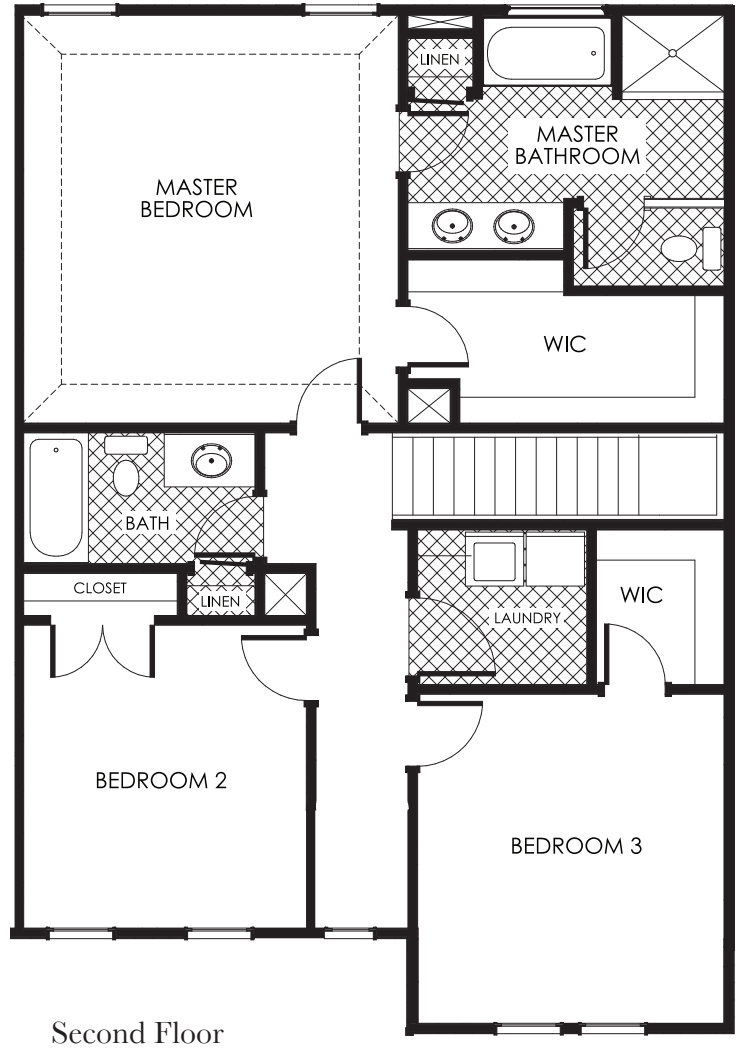 LINEN
MASTER
BATHROOM
MASTER
BEDROOM
WIC
BATH
CLOSET
LINEN
WIC
LAUNDRY
BEDROOM 2
BEDROOM 3
Second Floor